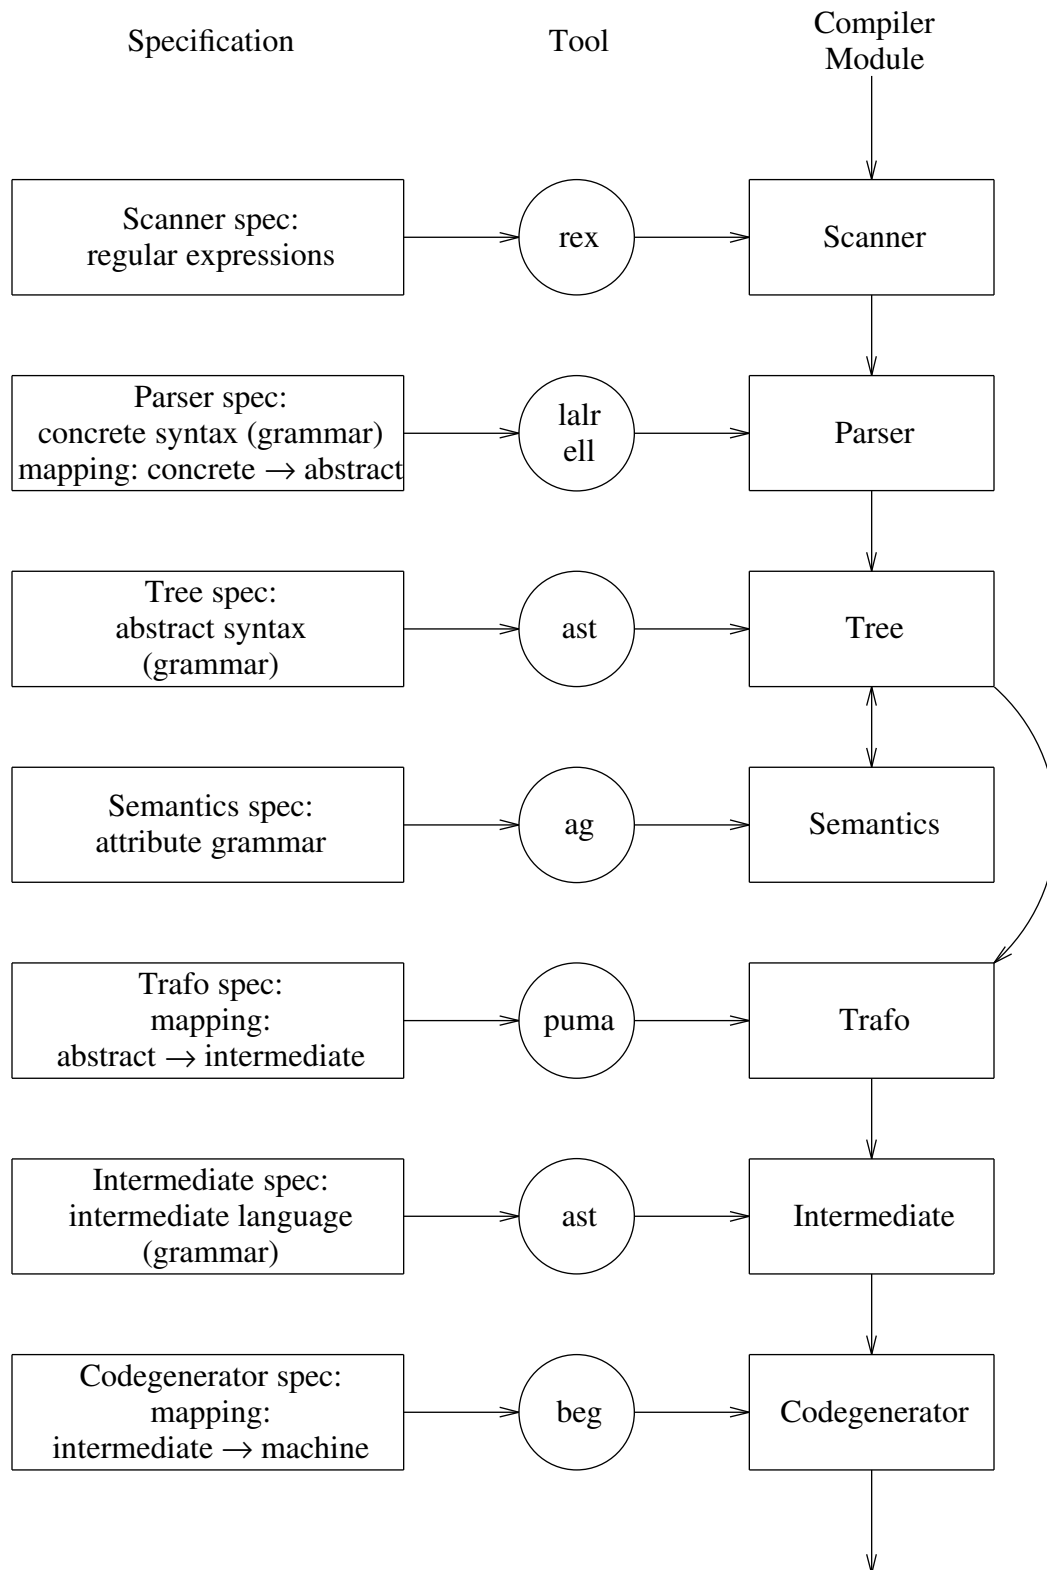 Specification
Tool
Compiler
Module
Scanner spec:
regular expressions
rex
Scanner
Parser spec:
concrete syntax (grammar)
mapping: concrete → abstract
lalr
ell
Parser
Tree spec:
abstract syntax
(grammar)
ast
Tree
Semantics spec:
attribute grammar
ag
Semantics
Trafo spec:
mapping:
abstract → intermediate
puma
Trafo
Intermediate spec:
intermediate language
(grammar)
ast
Intermediate
Codegenerator spec:
mapping:
intermediate → machine
beg
Codegenerator